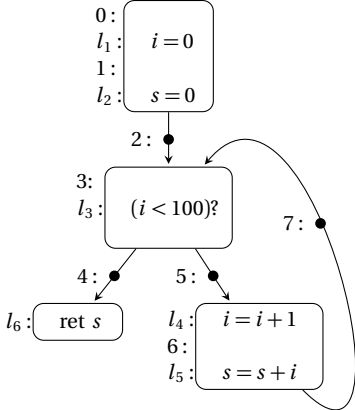 0:
l₁: i = 0
1:
l₂: s = 0
2:
3:
l₃: (i < 100)?
7:
4: 5:
l₆: ret s
l₄: i = i + 1
6:
l₅: s = s + i